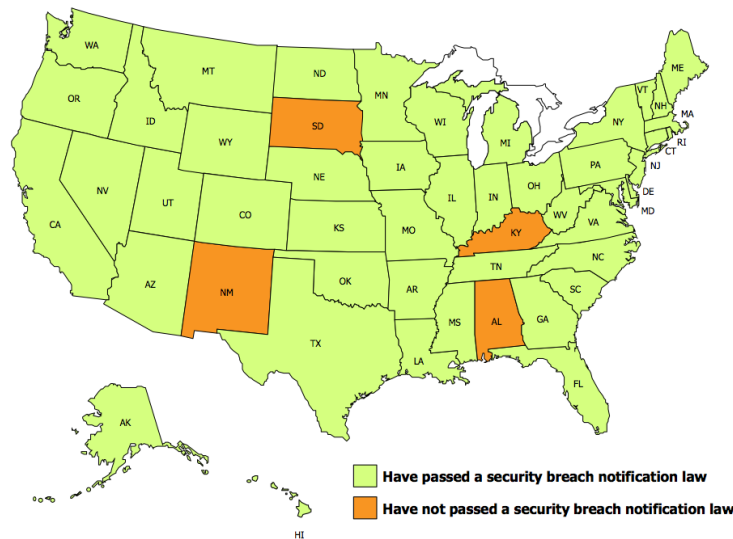 WA
MT
ND
MN
ME
VT
NH
MA
OR
ID
SD
WI
NY
RI
CT
WY
MI
IA
PA
NJ
NE
OH
DE
NV
UT
IL
IN
MD
CO
WV
VA
CA
KS
MO
KY
NC
TN
OK
AZ
NM
AR
SC
MS
AL
GA
TX
LA
FL
AK
HI
Have passed a security breach notification law
Have not passed a security breach notification law